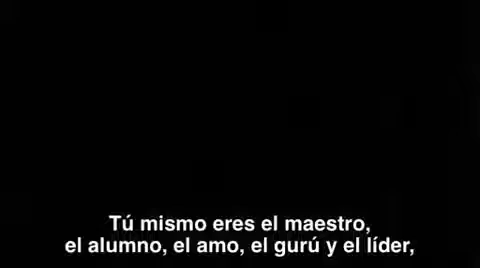 Tú mismo eres el maestro,
el alumno, el amo, el gurú y el líder,